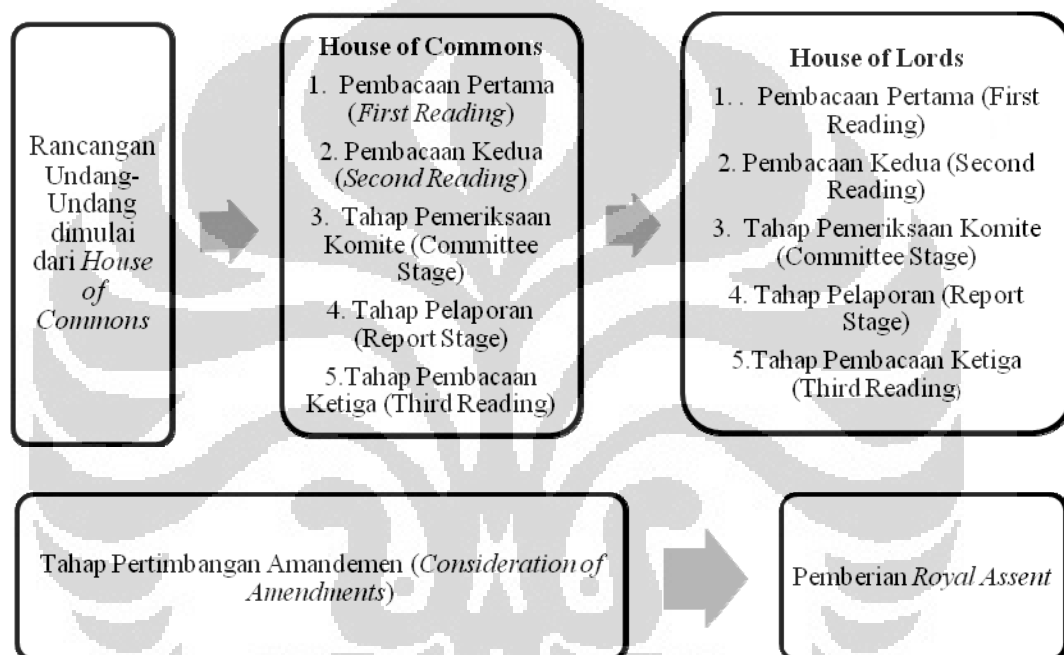 Rancangan
Undang-
Undang
dimulai
dari House
of
Commons
House of Commons
1. Pembacaan Pertama
(First Reading)
2. Pembacaan Kedua
(Second Reading)
3. Tahap Pemeriksaan
Komite (Committee
Stage)
4. Tahap Pelaporan
(Report Stage)
5.Tahap Pembacaan
Ketiga (Third Reading)
House of Lords
1. . Pembacaan Pertama (First
Reading)
2. Pembacaan Kedua (Second
Reading)
3. Tahap Pemeriksaan Komite
(Committee Stage)
4. Tahap Pelaporan (Report
Stage)
5.Tahap Pembacaan Ketiga
(Third Reading)
Tahap Pertimbangan Amandemen (Consideration of
Amendments)
Pemberian Royal Assent